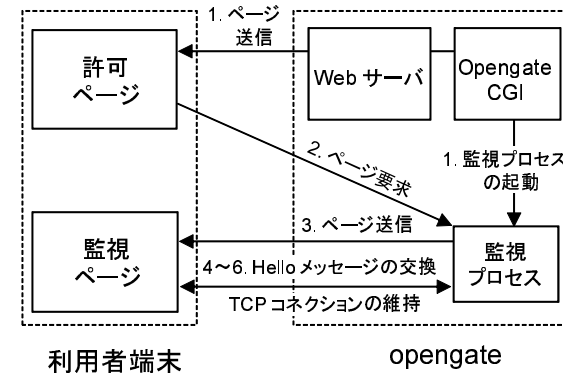 1. ページ
送信
許可
ページ
Web サーバ
Opengate
CGI
2. ページ要求
1. 監視プロセス
の起動
3. ページ送信
監視
ページ
4～6. Hello メッセージの交換
TCP コネクションの維持
監視
プロセス
利用者端末
opengate